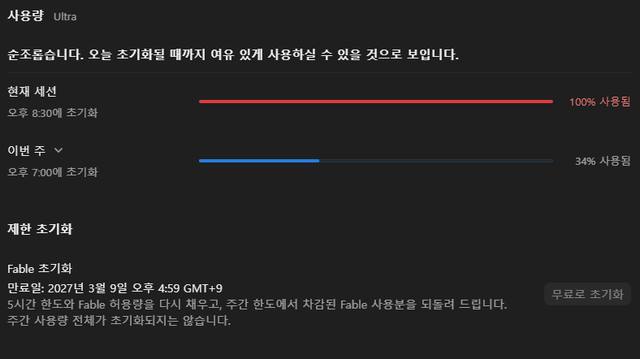 사용량 Ultra
순조롭습니다. 오늘 초기화될 때까지 여유 있게 사용하실 수 있을 것으로 보입니다.
현재 세션
오후 8:30에 초기화
100% 사용됨
이번 주
오후 7:00에 초기화
34% 사용됨
제한 초기화
Fable 초기화
만료일: 2027년 3월 9일 오후 4:59 GMT+9
5시간 한도와 Fable 허용량을 다시 채우고, 주간 한도에서 차감된 Fable 사용분을 되돌려 드립니다.
주간 사용량 전체가 초기화되지는 않습니다.
무료로 초기화